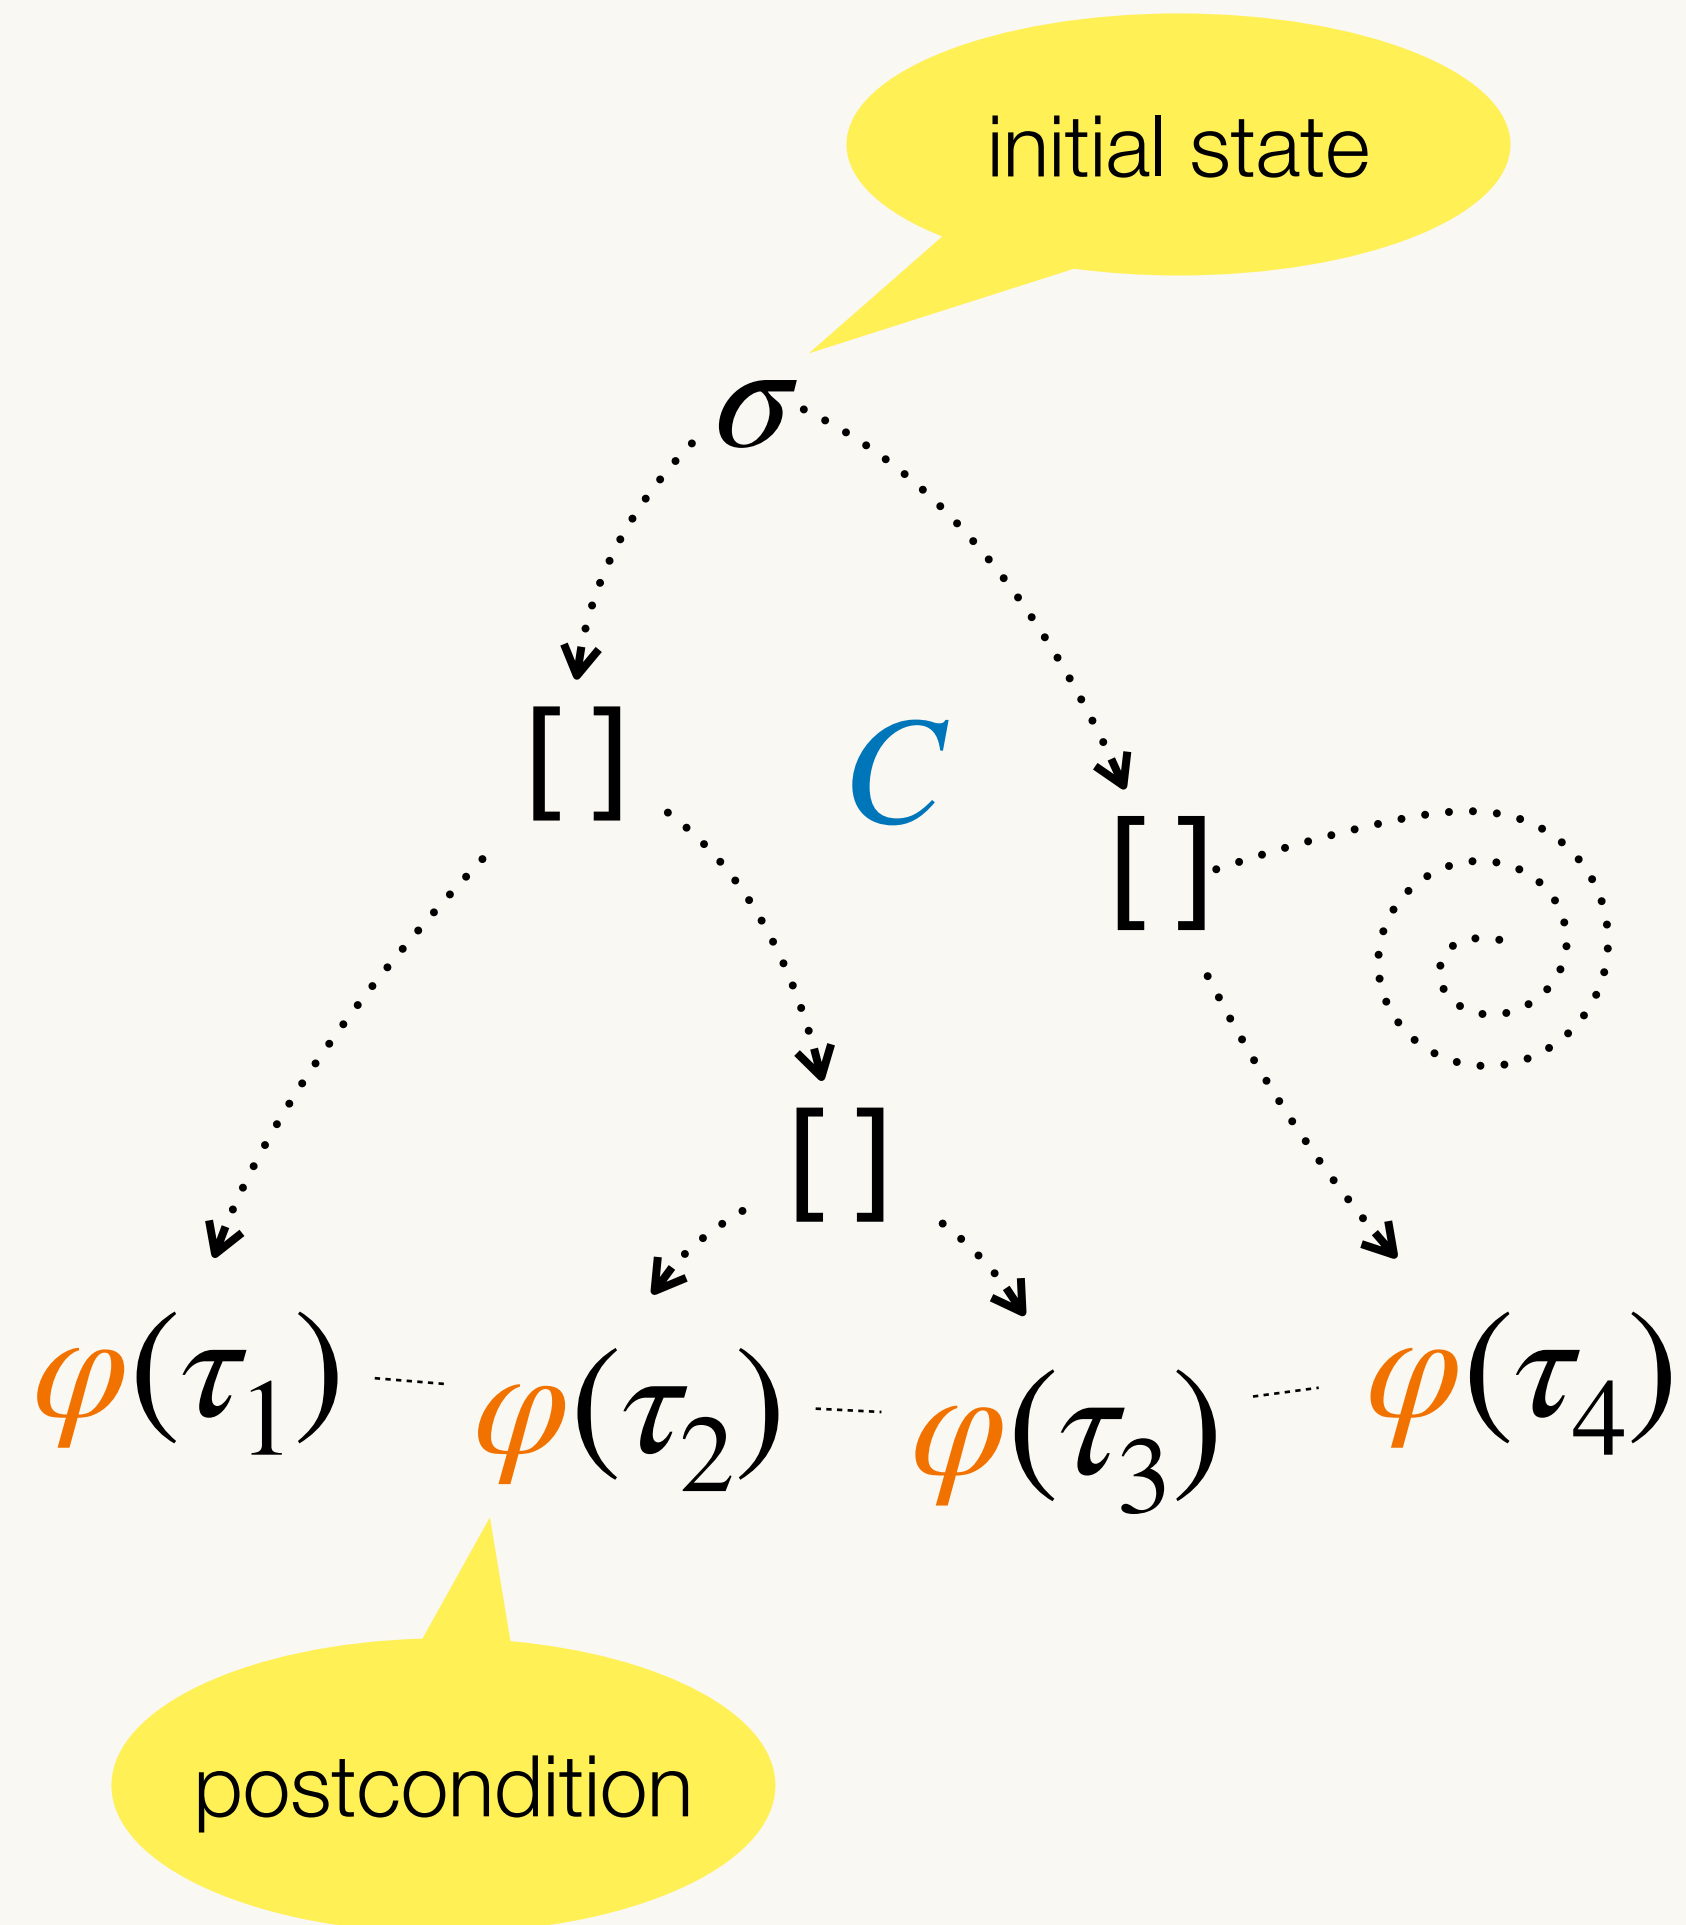 initial state
σ
[ ]
C
[ ]
[ ]
φ(τ₁)
φ(τ₂)
φ(τ₃)
φ(τ₄)
postcondition